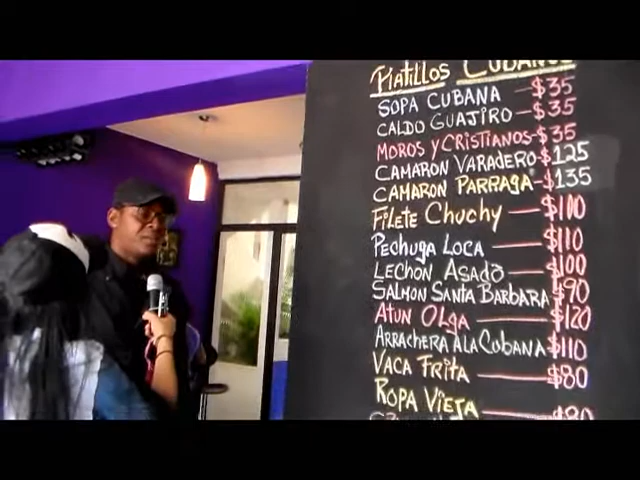 Platillos Cubanos
Sopa Cubana - $35
Caldo Guajiro - $35
Moros y Cristianos - $35
Camaron Varadero $125
Camaron Parraga - $135
Filete Chuchy - $100
Pechuga Loca - $110
Lechon Asado - $100
Salmon Santa Barbara $90
Atun Olga - $120
Arrachera a la Cubana $110
Vaca Frita - $80
Ropa Vieja - $80